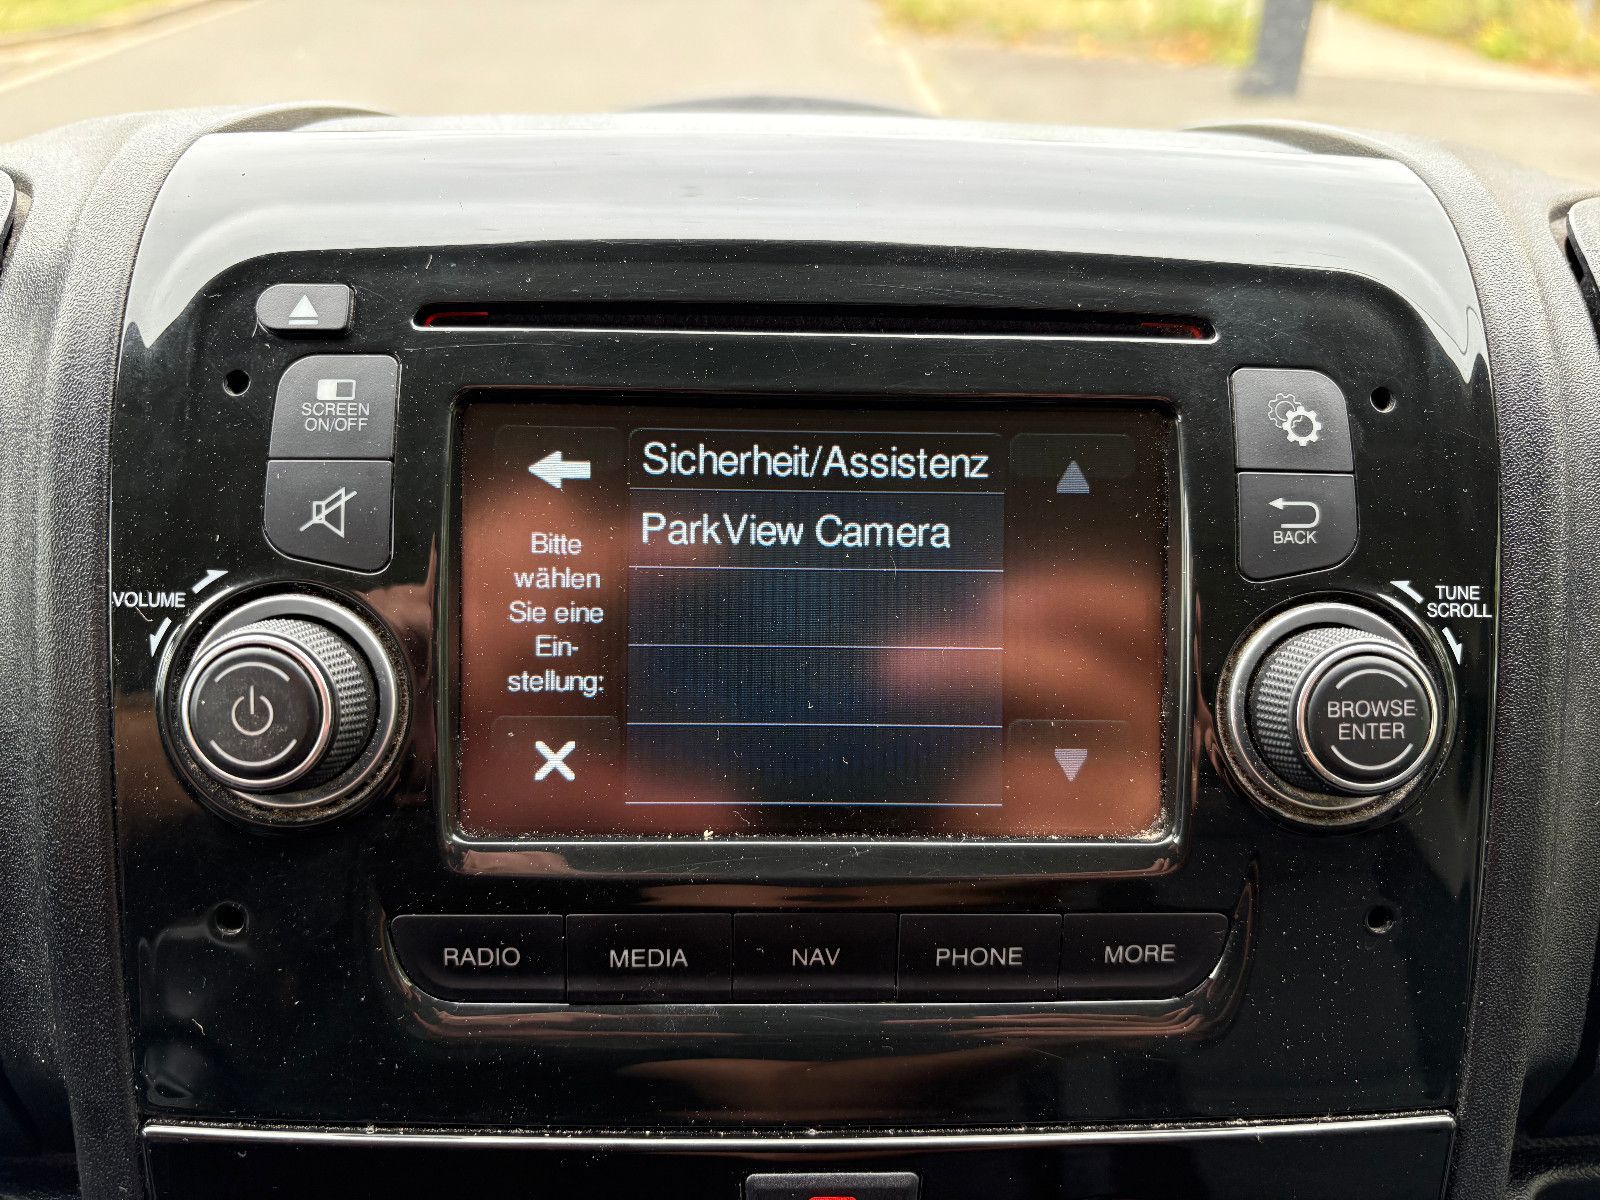 SCREEN
ON/OFF
VOLUME
Sicherheit/Assistenz
ParkView Camera
Bitte
wählen
Sie eine
Ein-
stellung:
BACK
TUNE
SCROLL
BROWSE
ENTER
RADIO
MEDIA
NAV
PHONE
MORE